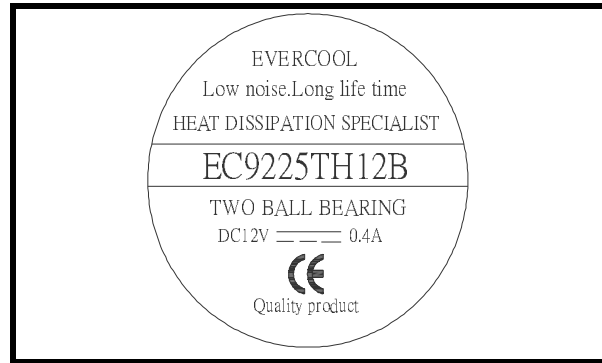 EVERCOOL
Low noise.Long life time
HEAT DISSIPATION SPECIALIST
EC9225TH12B
TWO BALL BEARING
DC12V ⎓ 0.4A
CE
Quality product